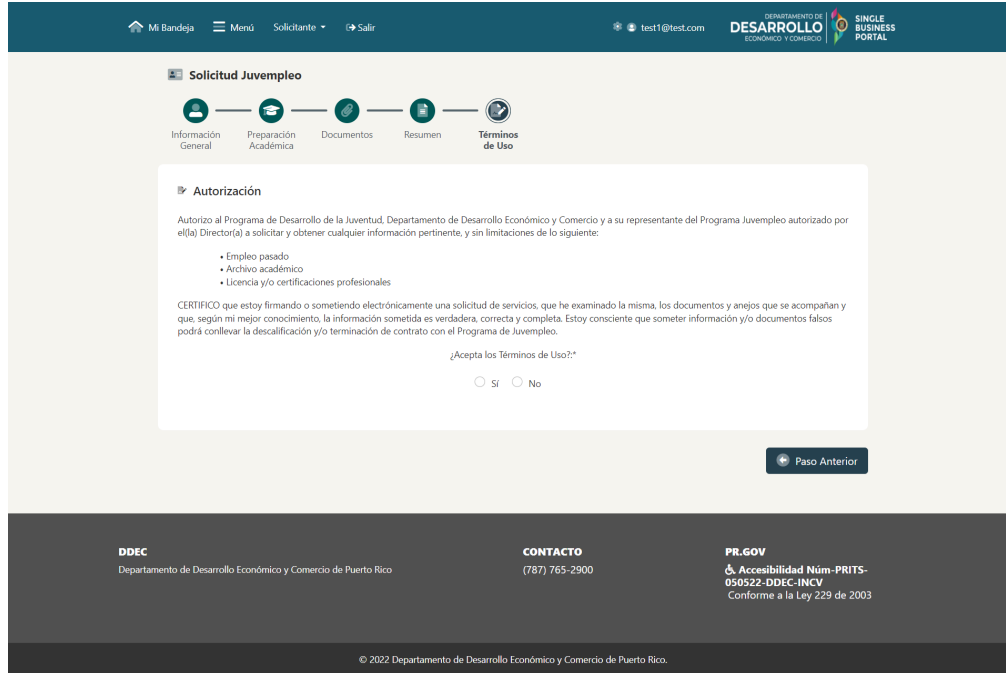 Mi Bandeja Menú Solicitante Salir test1@test.com
DEPARTAMENTO DE
DESARROLLO
ECONÓMICO Y COMERCIO
SINGLE
BUSINESS
PORTAL
Solicitud Juvempleo
Información
General
Preparación
Académica
Documentos
Resumen
Términos
de Uso
Autorización
Autorizo al Programa de Desarrollo de la Juventud, Departamento de Desarrollo Económico y Comercio y a su representante del Programa Juvempleo autorizado por
el(la) Director(a) a solicitar y obtener cualquier información pertinente, y sin limitaciones de lo siguiente:
• Empleo pasado
• Archivo académico
• Licencia y/o certificaciones profesionales
CERTIFICO que estoy firmando o sometiendo electrónicamente una solicitud de servicios, que he examinado la misma, los documentos y anejos que se acompañan y
que, según mi mejor conocimiento, la información sometida es verdadera, correcta y completa. Estoy consciente que someter información y/o documentos falsos
podrá conllevar la descalificación y/o terminación de contrato con el Programa de Juvempleo.
¿Acepta los Términos de Uso?:*
Sí No
Paso Anterior
DDEC
Departamento de Desarrollo Económico y Comercio de Puerto Rico
CONTACTO
(787) 765-2900
PR.GOV
Accesibilidad Núm-PRITS-
050522-DDEC-INCV
Conforme a la Ley 229 de 2003
© 2022 Departamento de Desarrollo Económico y Comercio de Puerto Rico.